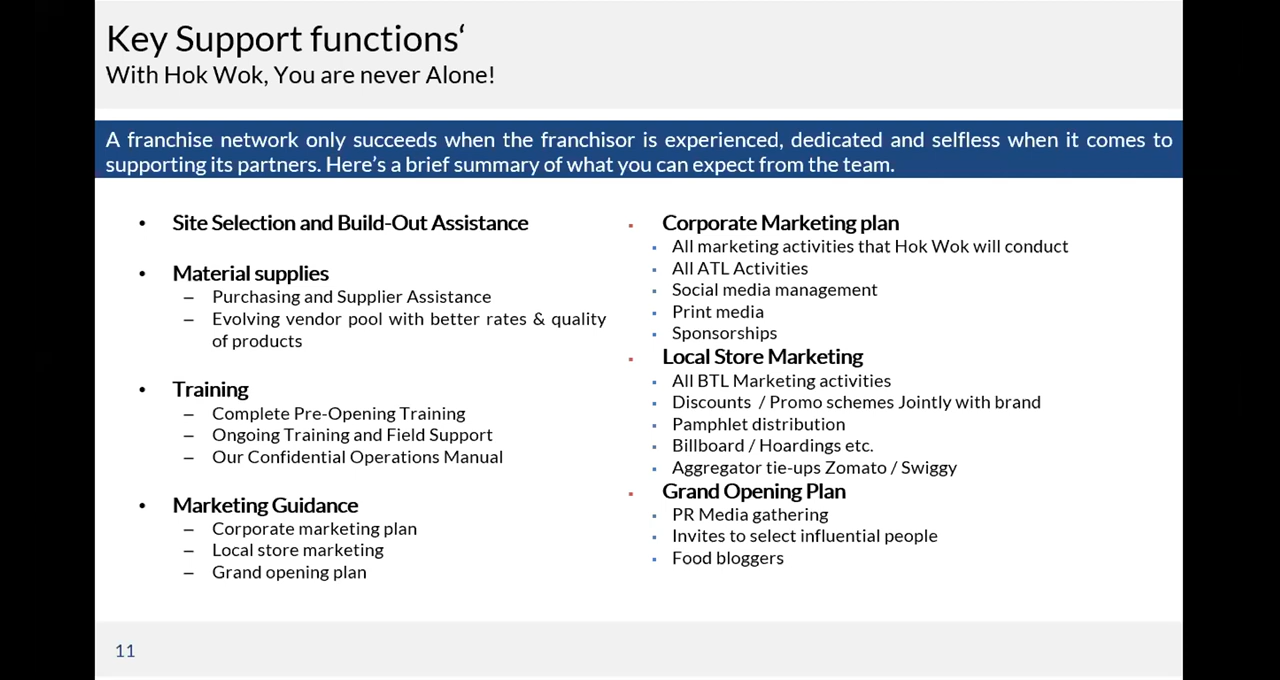 Key Support functions‘
With Hok Wok, You are never Alone!
A franchise network only succeeds when the franchisor is experienced, dedicated and selfless when it comes to
supporting its partners. Here’s a brief summary of what you can expect from the team.
• Site Selection and Build-Out Assistance
• Material supplies
– Purchasing and Supplier Assistance
– Evolving vendor pool with better rates & quality
of products
• Training
– Complete Pre-Opening Training
– Ongoing Training and Field Support
– Our Confidential Operations Manual
• Marketing Guidance
– Corporate marketing plan
– Local store marketing
– Grand opening plan
▪ Corporate Marketing plan
▪ All marketing activities that Hok Wok will conduct
▪ All ATL Activities
▪ Social media management
▪ Print media
▪ Sponsorships
▪ Local Store Marketing
▪ All BTL Marketing activities
▪ Discounts / Promo schemes Jointly with brand
▪ Pamphlet distribution
▪ Billboard / Hoardings etc.
▪ Aggregator tie-ups Zomato / Swiggy
▪ Grand Opening Plan
▪ PR Media gathering
▪ Invites to select influential people
▪ Food bloggers
11